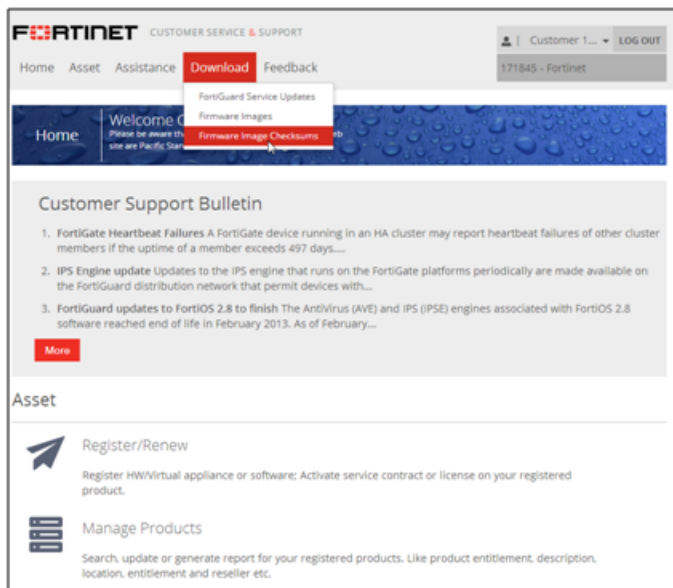 FORTINET CUSTOMER SERVICE & SUPPORT
Customer 1... LOG OUT
Home Asset Assistance Download Feedback
171845 - Fortinet
FortiGuard Service Updates
Firmware Images
Firmware Image Checksums
Home
Welcome
Please be aware
site are Pacific
Customer Support Bulletin
1. FortiGate Heartbeat Failures A FortiGate device running in an HA cluster may report heartbeat failures of other cluster
members if the uptime of a member exceeds 497 days....
2. IPS Engine update Updates to the IPS engine that runs on the FortiGate platforms periodically are made available on
the FortiGuard distribution network that permit devices with...
3. FortiGuard updates to FortiOS 2.8 to finish The AntiVirus (AVE) and IPS (IPSE) engines associated with FortiOS 2.8
software reached end of life in February 2013. As of February...
More
Asset
Register/Renew
Register HW/Virtual appliance or software; Activate service contract or license on your registered
product.
Manage Products
Search, update or generate report for your registered products. Like product entitlement, description,
location, entitlement and reseller etc.